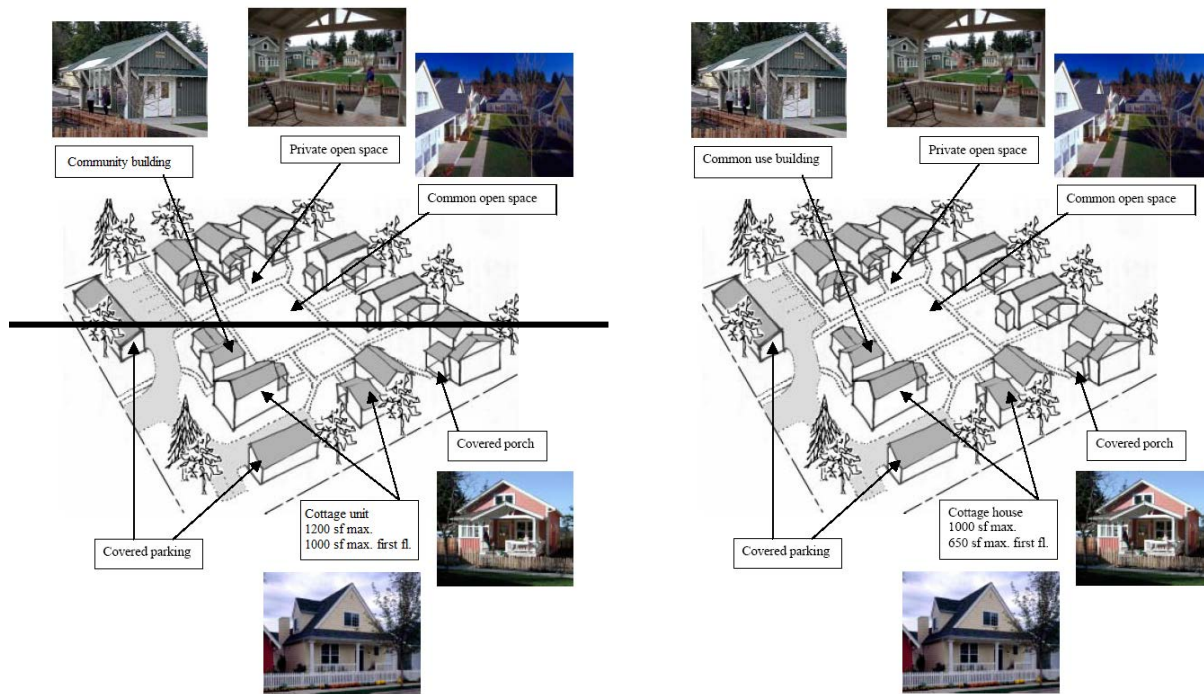 Community building
Private open space
Common open space
Covered porch
Cottage unit
1200 sf max.
1000 sf max. first fl.
Covered parking
Common use building
Private open space
Common open space
Covered porch
Cottage house
1000 sf max.
650 sf max. first fl.
Covered parking